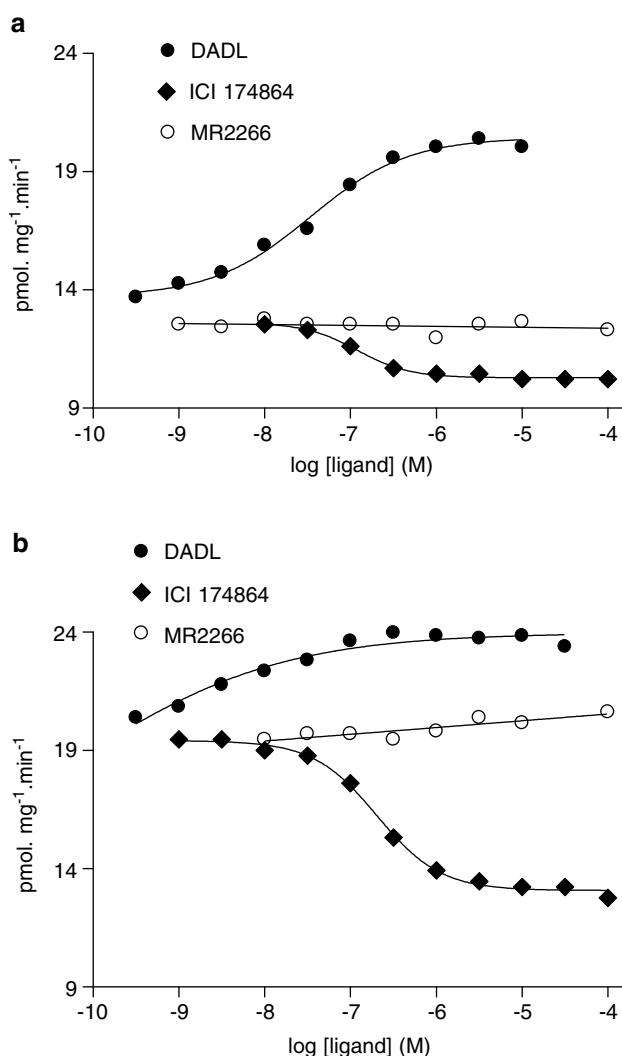 a
24
DADL
ICI 174864
MR2266
19
pmol. mg⁻¹.min⁻¹
14
9
-10 -9 -8 -7 -6 -5 -4
log [ligand] (M)
b
DADL
ICI 174864
MR2266
24
19
pmol. mg⁻¹.min⁻¹
14
9
-10 -9 -8 -7 -6 -5 -4
log [ligand] (M)